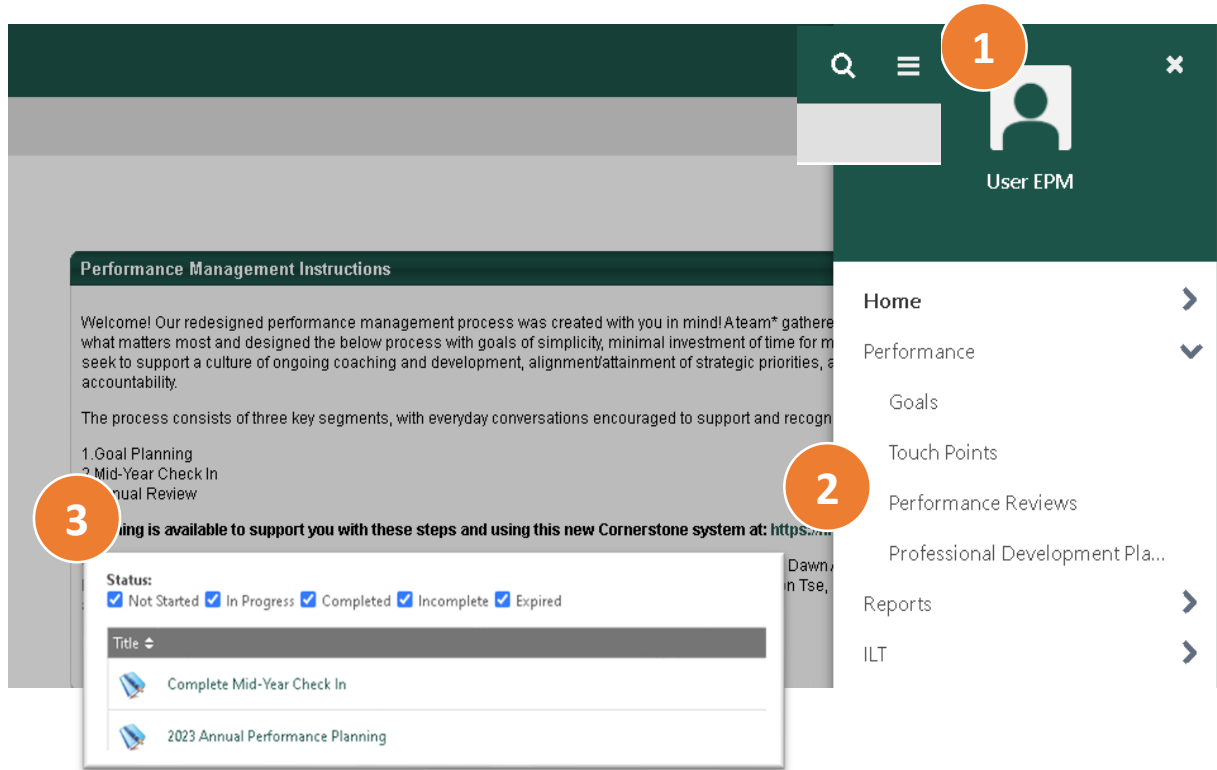 1
User EPM
Performance Management Instructions
Welcome! Our redesigned performance management process was created with you in mind! A team* gathere
what matters most and designed the below process with goals of simplicity, minimal investment of time for m
seek to support a culture of ongoing coaching and development, alignment/attainment of strategic priorities, a
accountability.
The process consists of three key segments, with everyday conversations encouraged to support and recogn
1.Goal Planning
2.Mid-Year Check In
nual Review
ning is available to support you with these steps and using this new Cornerstone system at: https://
Dawn
on Tse,
Home
Performance
Goals
Touch Points
2
Performance Reviews
Professional Development Pla...
Reports
ILT
3
Status:
Not Started In Progress Completed Incomplete Expired
Title
Complete Mid-Year Check In
2023 Annual Performance Planning